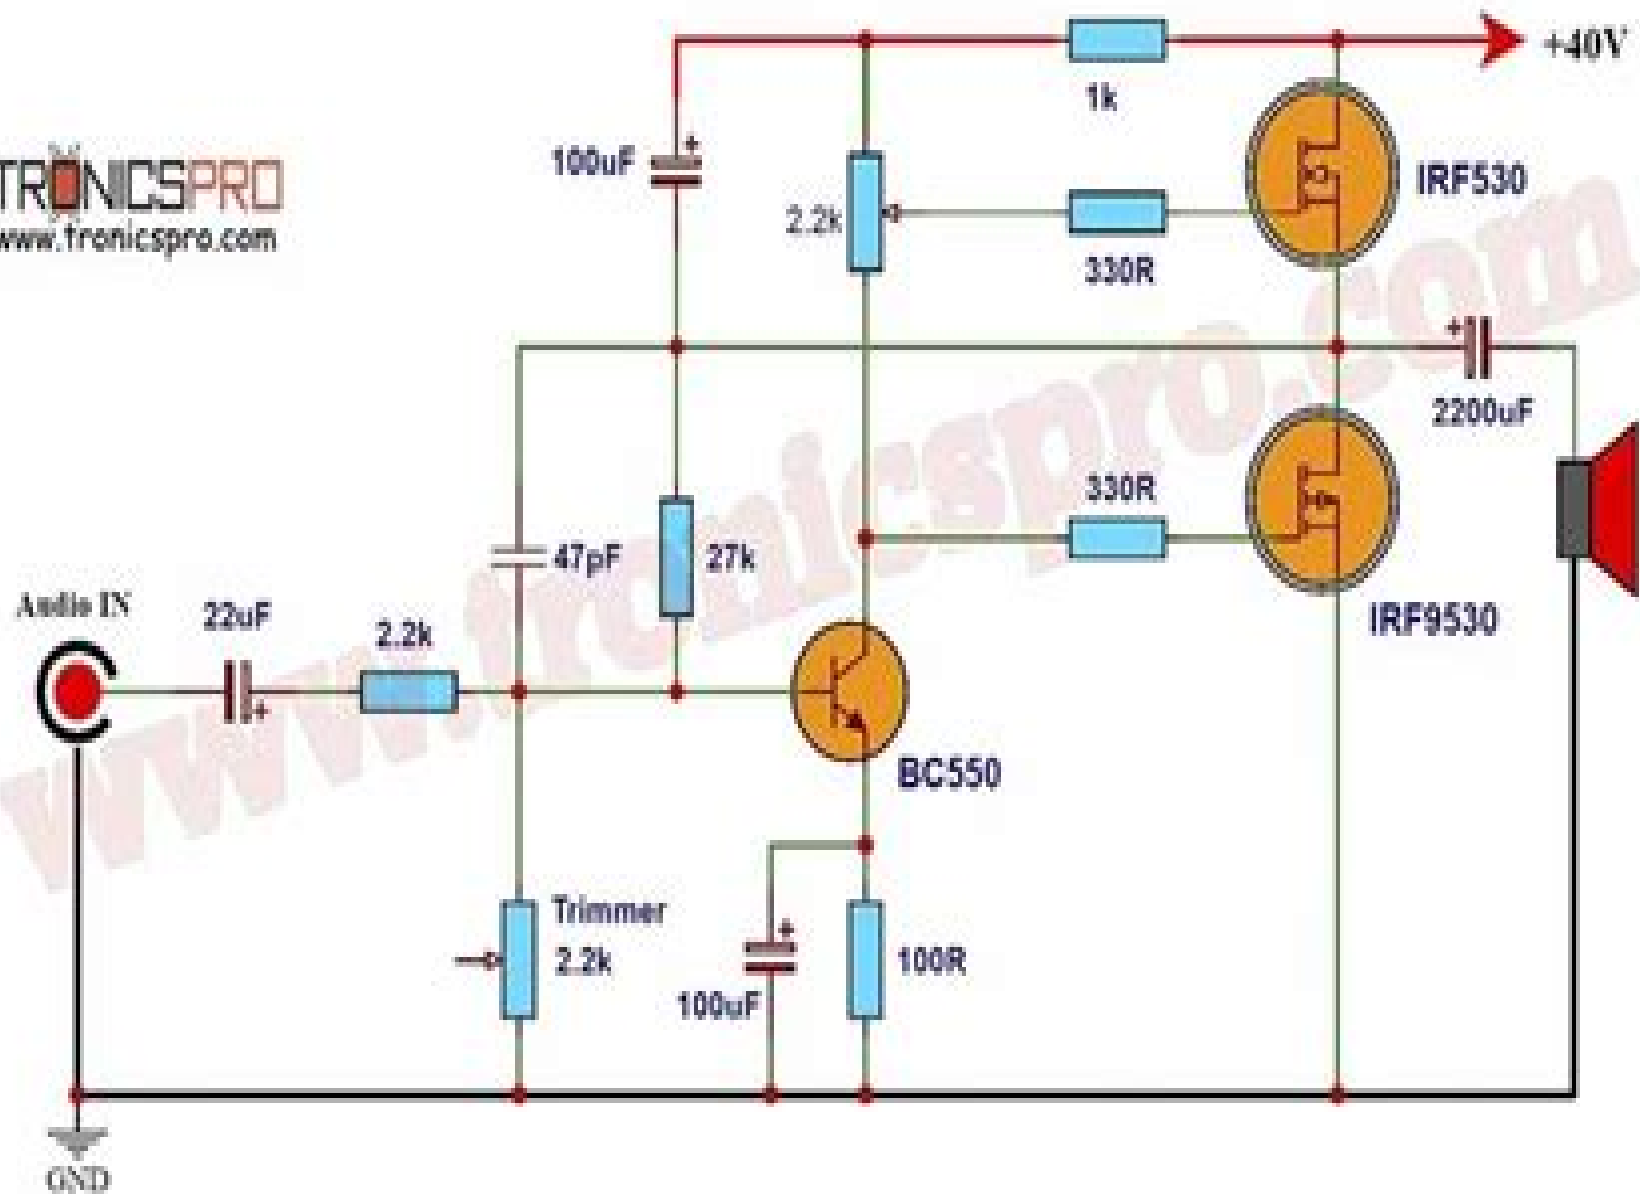 +40V
1k
100uF
TRONICSPRO
IRF530
2.2k
www.tronicspro.com
330R
2200uF
330R
47pF
27k
Audio IN
22uF
2.2k
IRF9530
BC550
Trimmer
2.2k
100R
100uF
GND
www.tronicspro.com